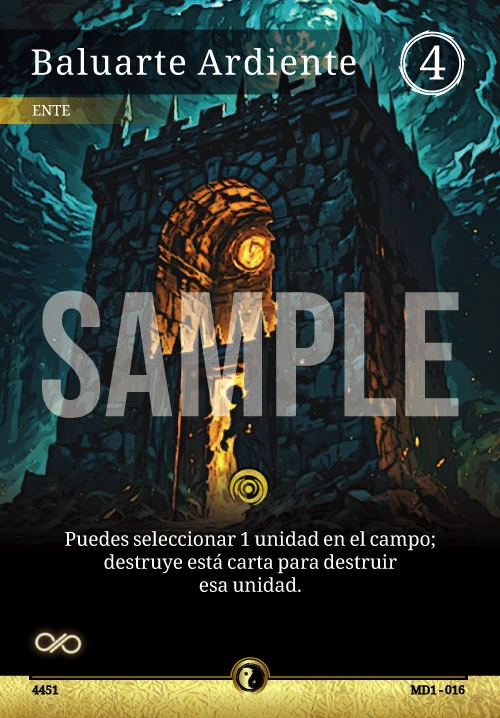 Baluarte Ardiente
4
ENTE
SAMPLE
Puedes seleccionar 1 unidad en el campo;
destruye está carta para destruir
esa unidad.
4451
MD1 - 016